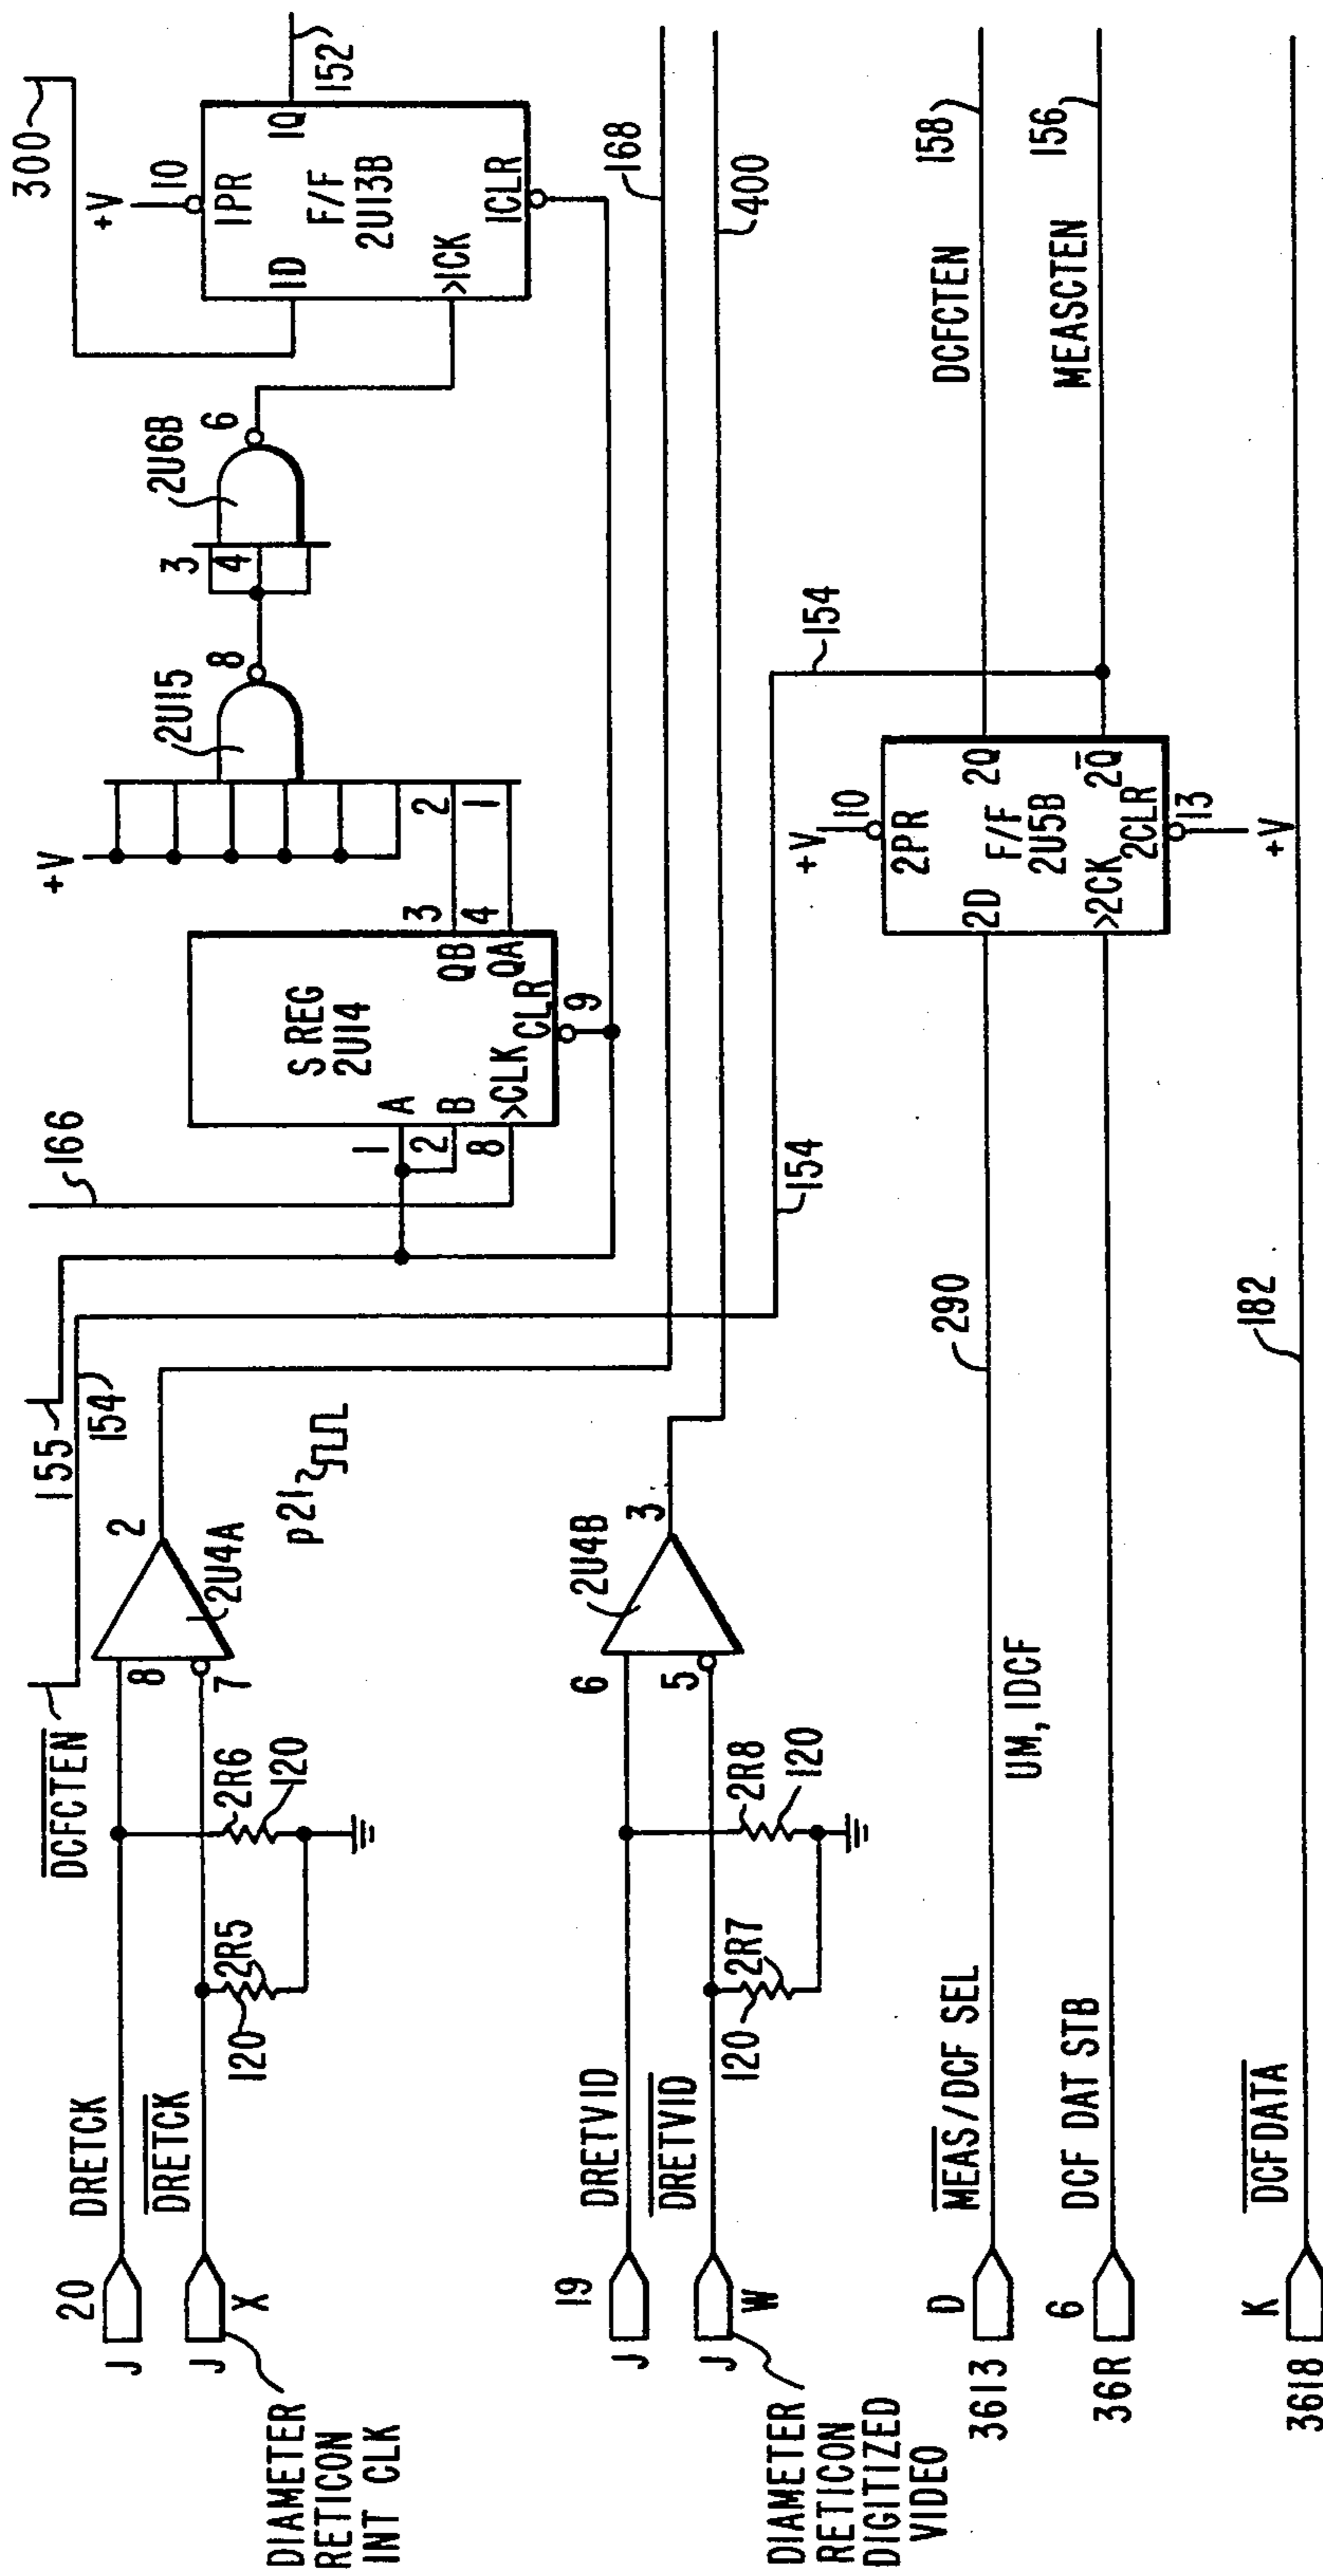 300
+V
10
1PR
1D
1Q
F/F
2U13B
>1CK
1CLR
152
2U6B
3
4
6
2U15
8
+V
2
1
3
4
QB
QA
S REG
2U14
A
B
>CLK
CLR
9
1
2
8
166
155
154
DCFCTEN
168
400
20
DRETCK
J
DRETCK
J
X
DIAMETER
RETICON
INT CLK
2R6
120
2R5
120
8
7
2
2U4A
p21
19
DRETVID
J
DRETVID
J
W
DIAMETER
RETICON
DIGITIZED
VIDEO
2R8
120
2R7
120
6
5
3
2U4B
154
154
+V
10
2PR
2D
2Q
F/F
2U5B
>2CK
2Q
2CLR
13
+V
DCFCTEN
158
MEASCTEN
156
D
3613
MEAS/DCF SEL
UM, IDCF
290
6
36R
DCF DAT STB
K
3618
DCFDATA
182